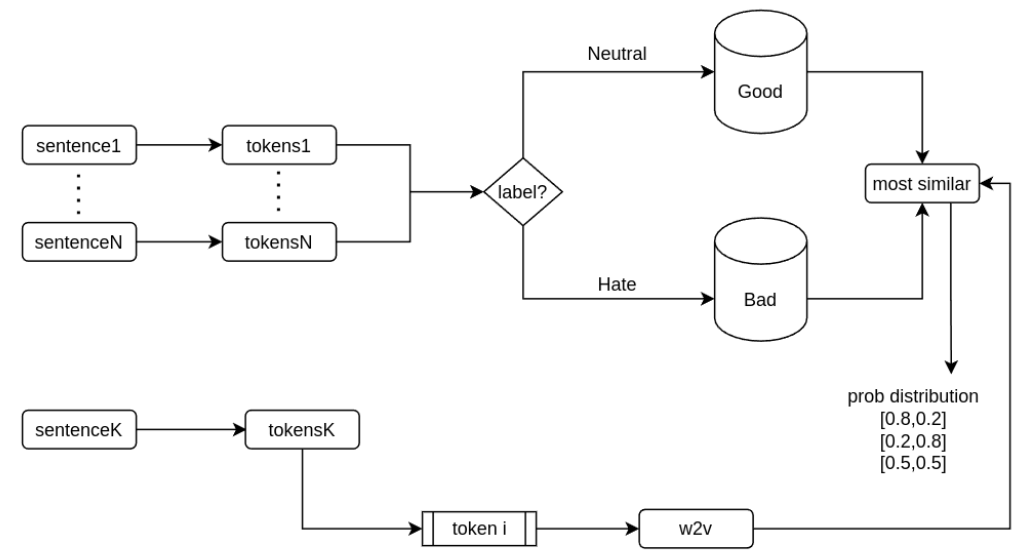 Neutral
Good
sentence1
tokens1
label?
most similar
sentenceN
tokensN
Hate
Bad
prob distribution
[0.8,0.2]
[0.2,0.8]
[0.5,0.5]
sentenceK
tokensK
token i
w2v